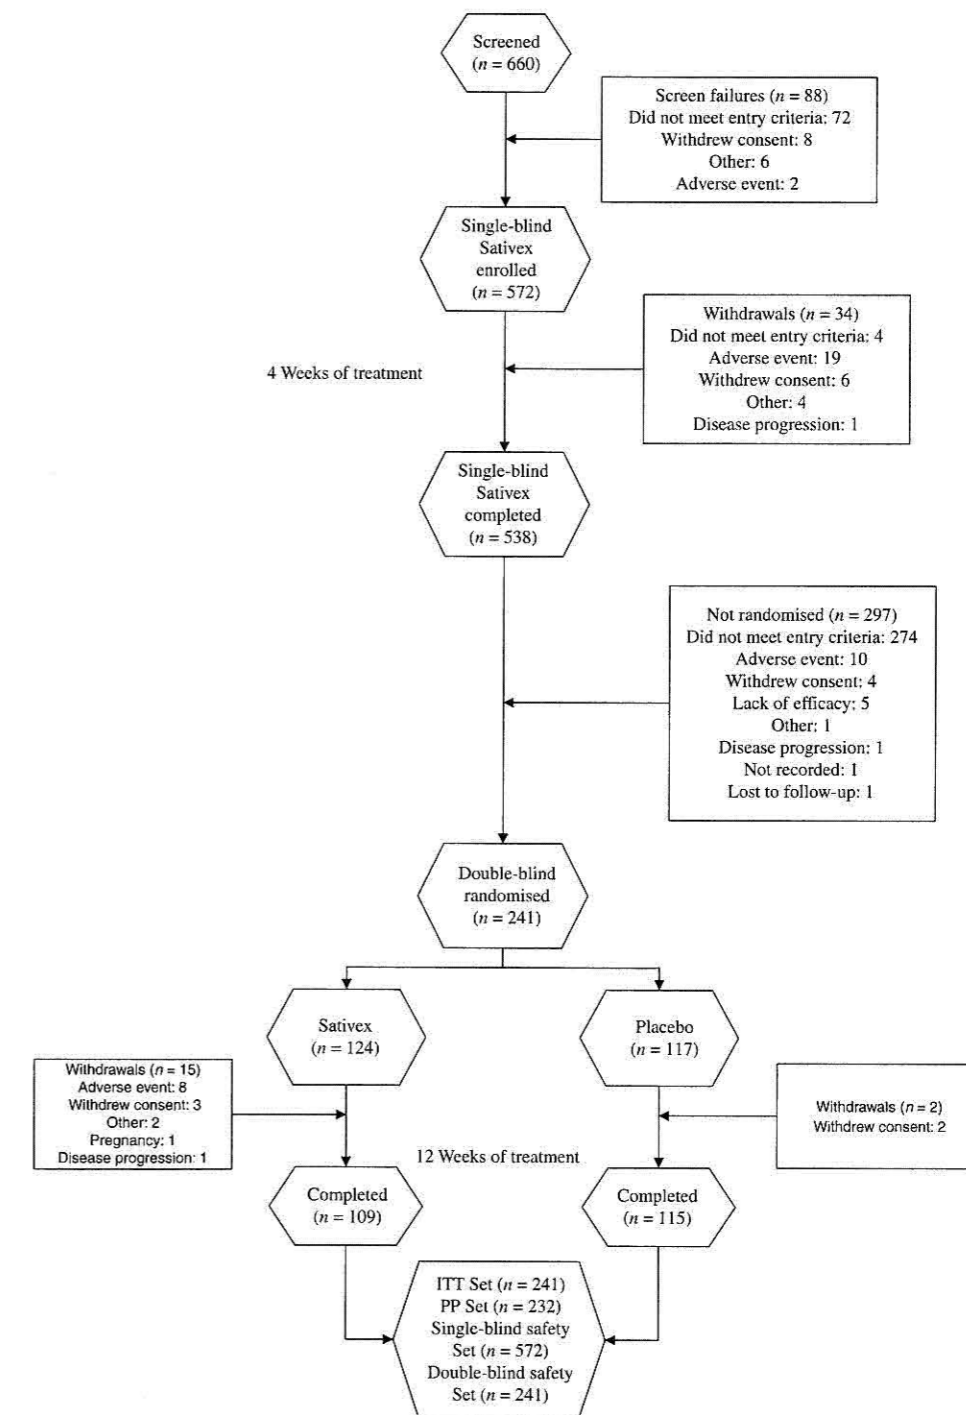 Screened
(n = 660)
Screen failures (n = 88)
Did not meet entry criteria: 72
Withdrew consent: 8
Other: 6
Adverse event: 2
Single-blind
Sativex
enrolled
(n = 572)
Withdrawals (n = 34)
Did not meet entry criteria: 4
Adverse event: 19
Withdrew consent: 6
Other: 4
Disease progression: 1
4 Weeks of treatment
Single-blind
Sativex
completed
(n = 538)
Not randomised (n = 297)
Did not meet entry criteria: 274
Adverse event: 10
Withdrew consent: 4
Lack of efficacy: 5
Other: 1
Disease progression: 1
Not recorded: 1
Lost to follow-up: 1
Double-blind
randomised
(n = 241)
Sativex
(n = 124)
Placebo
(n = 117)
Withdrawals (n = 15)
Adverse event: 8
Withdrew consent: 3
Other: 2
Pregnancy: 1
Disease progression: 1
Withdrawals (n = 2)
Withdrew consent: 2
12 Weeks of treatment
Completed
(n = 109)
Completed
(n = 115)
ITT Set (n = 241)
PP Set (n = 232)
Single-blind safety
Set (n = 572)
Double-blind safety
Set (n = 241)